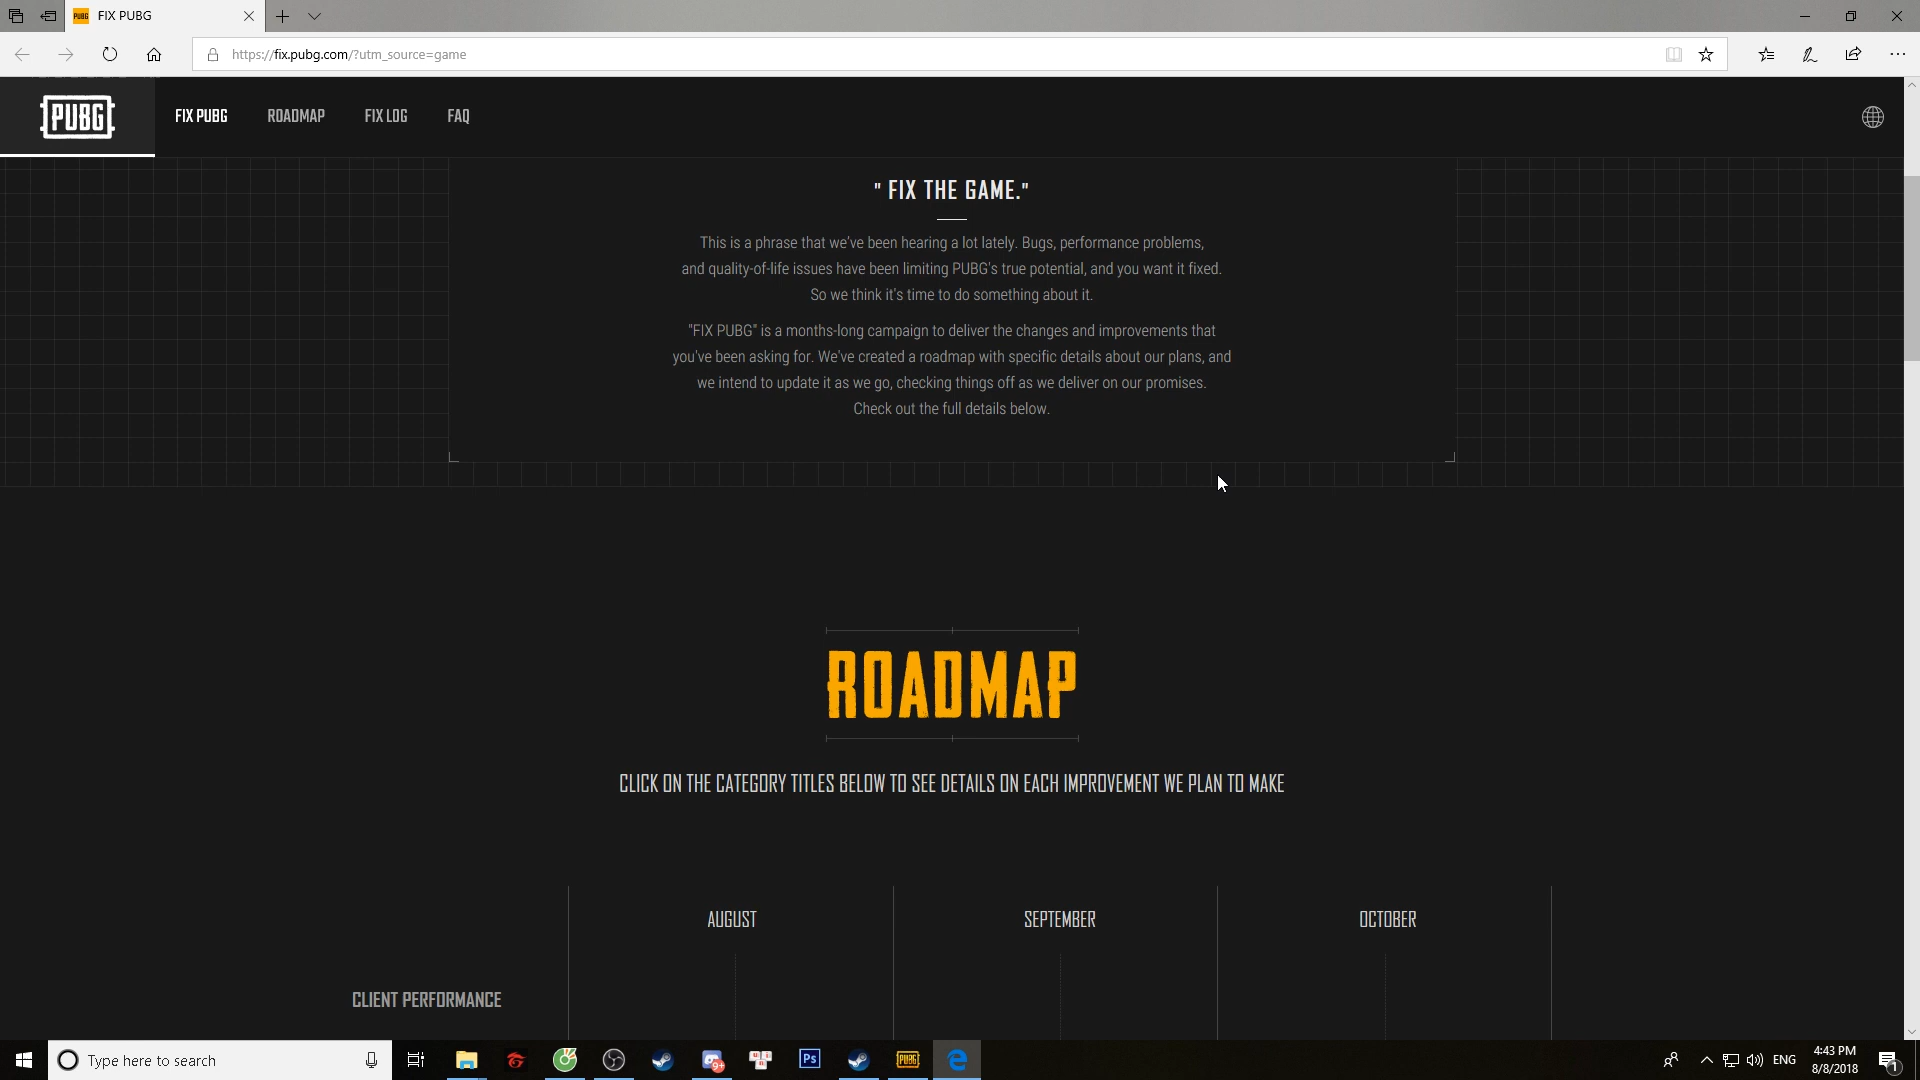 FIX PUBG
https://fix.pubg.com/?utm_source=game
PUBG
FIX PUBG
ROADMAP
FIX LOG
FAQ
" FIX THE GAME."
This is a phrase that we've been hearing a lot lately. Bugs, performance problems,
and quality-of-life issues have been limiting PUBG's true potential, and you want it fixed.
So we think it's time to do something about it.
"FIX PUBG" is a months-long campaign to deliver the changes and improvements that
you've been asking for. We've created a roadmap with specific details about our plans, and
we intend to update it as we go, checking things off as we deliver on our promises.
Check out the full details below.
ROADMAP
CLICK ON THE CATEGORY TITLES BELOW TO SEE DETAILS ON EACH IMPROVEMENT WE PLAN TO MAKE
AUGUST
SEPTEMBER
OCTOBER
CLIENT PERFORMANCE
Type here to search
9+
Ps
PUBG
ENG
4:43 PM
8/8/2018
1